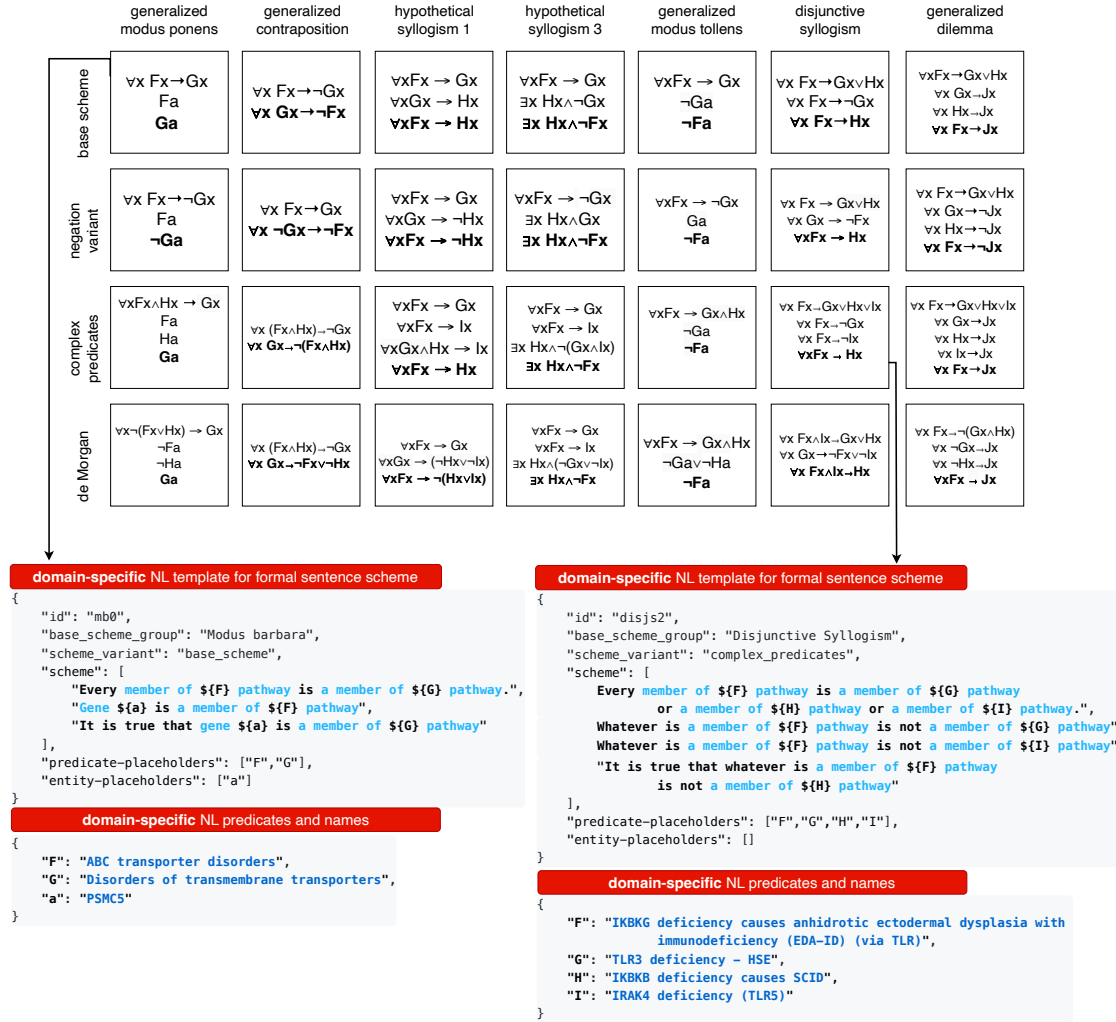 generalized modus ponens
generalized contraposition
hypothetical syllogism 1
hypothetical syllogism 3
generalized modus tollens
disjunctive syllogism
generalized dilemma
base scheme
∀x Fx→Gx
Fa
Ga
∀x Fx→¬Gx
∀x Gx→¬Fx
∀xFx → Gx
∀xGx → Hx
∀xFx → Hx
∀xFx → Gx
∃x Hx∧¬Gx
∃x Hx∧¬Fx
∀xFx → Gx
¬Ga
¬Fa
∀x Fx→Gx∨Hx
∀x Fx→¬Gx
∀x Fx→Hx
∀xFx→Gx∨Hx
∀x Gx→Jx
∀x Hx→Jx
∀x Fx→Jx
negation variant
∀x Fx→¬Gx
Fa
¬Ga
∀x Fx→Gx
∀x ¬Gx→¬Fx
∀xFx → Gx
∀xGx → ¬Hx
∀xFx → ¬Hx
∀xFx → ¬Gx
∃x Hx∧Gx
∃x Hx∧¬Fx
∀xFx → ¬Gx
Ga
¬Fa
∀x Fx → Gx∨Hx
∀x Gx → ¬Fx
∀xFx → Hx
∀x Fx→Gx∨Hx
∀x Gx→¬Jx
∀x Hx→¬Jx
∀x Fx→¬Jx
complex predicates
∀xFx∧Hx → Gx
Fa
Ha
Ga
∀x (Fx∧Hx)→¬Gx
∀x Gx→¬(Fx∧Hx)
∀xFx → Gx
∀xFx → Ix
∀xGx∧Hx → Ix
∀xFx → Hx
∀xFx → Gx
∀xFx → Ix
∃x Hx∧¬(Gx∧Ix)
∃x Hx∧¬Fx
∀xFx → Gx∧Hx
¬Ga
¬Fa
∀x Fx→Gx∨Hx∨Ix
∀x Fx→¬Gx
∀x Fx→¬Ix
∀xFx → Hx
∀x Fx→Gx∨Hx∨Ix
∀x Gx→Jx
∀x Hx→Jx
∀x Ix→Jx
∀x Fx→Jx
de Morgan
∀x¬(Fx∨Hx) → Gx
¬Fa
¬Ha
Ga
∀x (Fx∧Hx)→¬Gx
∀x Gx→¬Fx∨¬Hx
∀xFx → Gx
∀xGx → (¬Hx∨¬Ix)
∀xFx → ¬(Hx∨Ix)
∀xFx → Gx
∀xFx → Ix
∃x Hx∧(¬Gx∨¬Ix)
∃x Hx∧¬Fx
∀xFx → Gx∧Hx
¬Ga∨¬Ha
¬Fa
∀x Fx∧Ix→Gx∨Hx
∀x Gx→¬Fx∨¬Ix
∀x Fx∧Ix→Hx
∀x Fx→¬(Gx∧Hx)
∀x ¬Gx→Jx
∀x ¬Hx→Jx
∀xFx → Jx
domain-specific NL template for formal sentence scheme
{
"id": "mb0",
"base_scheme_group": "Modus barbara",
"scheme_variant": "base_scheme",
"scheme": [
"Every member of ${F} pathway is a member of ${G} pathway.",
"Gene ${a} is a member of ${F} pathway",
"It is true that gene ${a} is a member of ${G} pathway"
],
"predicate-placeholders": ["F","G"],
"entity-placeholders": ["a"]
}
domain-specific NL predicates and names
{
"F": "ABC transporter disorders",
"G": "Disorders of transmembrane transporters",
"a": "PSMC5"
}
domain-specific NL template for formal sentence scheme
{
"id": "disjs2",
"base_scheme_group": "Disjunctive Syllogism",
"scheme_variant": "complex_predicates",
"scheme": [
Every member of ${F} pathway is a member of ${G} pathway
or a member of ${H} pathway or a member of ${I} pathway.",
Whatever is a member of ${F} pathway is not a member of ${G} pathway"
Whatever is a member of ${F} pathway is not a member of ${I} pathway"
"It is true that whatever is a member of ${F} pathway
is not a member of ${H} pathway"
],
"predicate-placeholders": ["F","G","H","I"],
"entity-placeholders": []
}
domain-specific NL predicates and names
{
"F": "IKBKG deficiency causes anhidrotic ectodermal dysplasia with
immunodeficiency (EDA-ID) (via TLR)",
"G": "TLR3 deficiency – HSE",
"H": "IKBKB deficiency causes SCID",
"I": "IRAK4 deficiency (TLR5)"
}